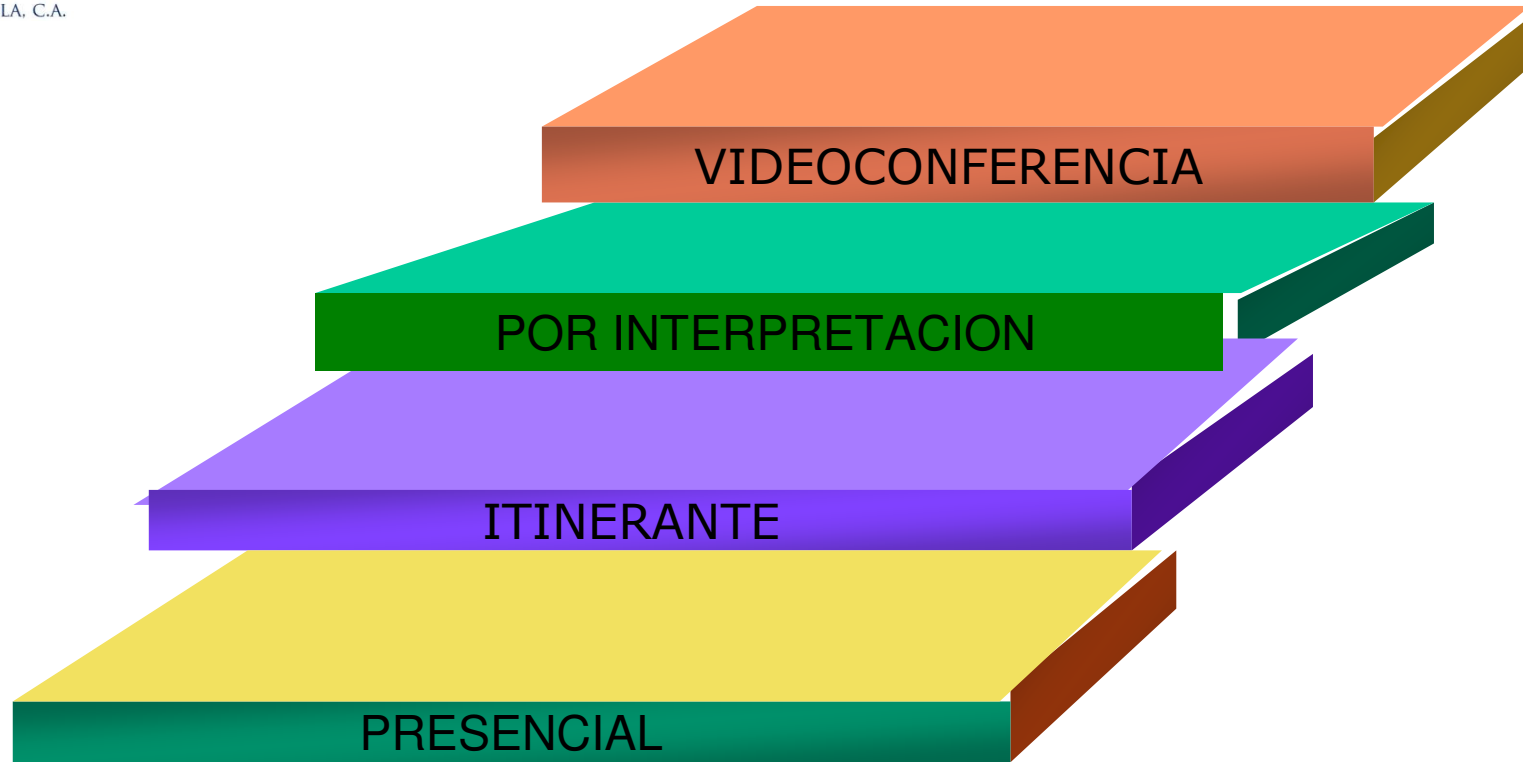 LA, C.A.
VIDEOCONFERENCIA
POR INTERPRETACION
ITINERANTE
PRESENCIAL